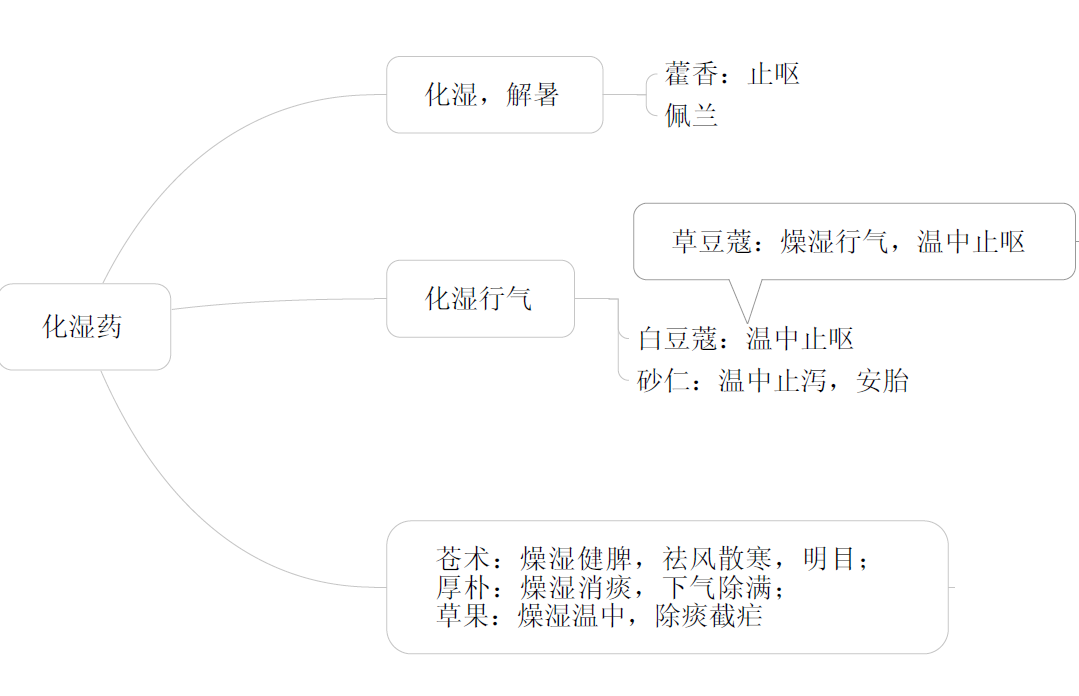 化湿，解暑
藿香：止呕
佩兰
草豆蔻：燥湿行气，温中止呕
化湿行气
化湿药
白豆蔻：温中止呕
砂仁：温中止泻，安胎
苍术：燥湿健脾，祛风散寒，明目；
厚朴：燥湿消痰，下气除满；
草果：燥湿温中，除痰截疟